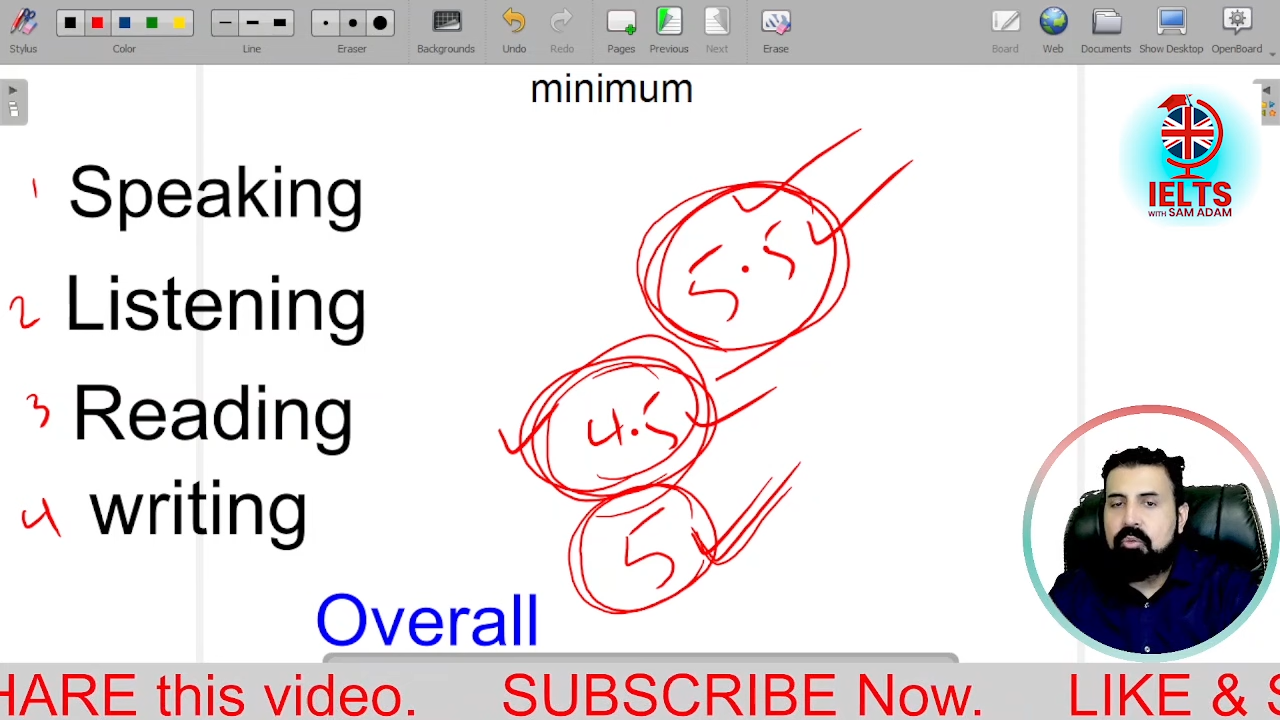 Stylus Color Line Eraser Backgrounds Undo Redo Pages Previous Next Erase Board Web Documents Show Desktop OpenBoard
minimum
IELTS
WITH SAM ADAM
1 Speaking
5.5
2 Listening
3 Reading
4.5
4 writing
5
Overall
HARE this video. SUBSCRIBE Now. LIKE & S